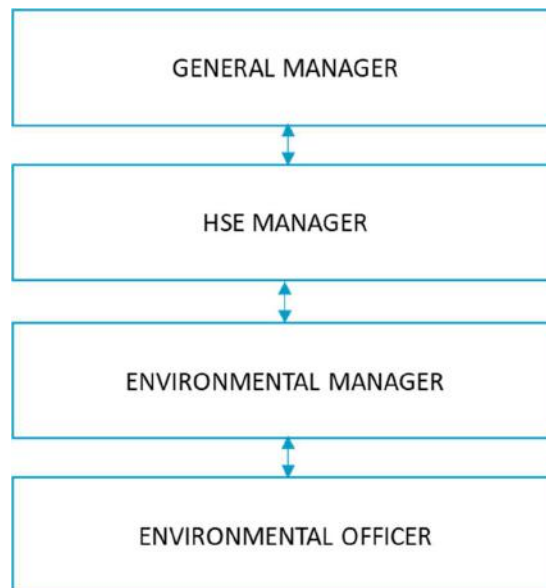 GENERAL MANAGER
HSE MANAGER
ENVIRONMENTAL MANAGER
ENVIRONMENTAL OFFICER